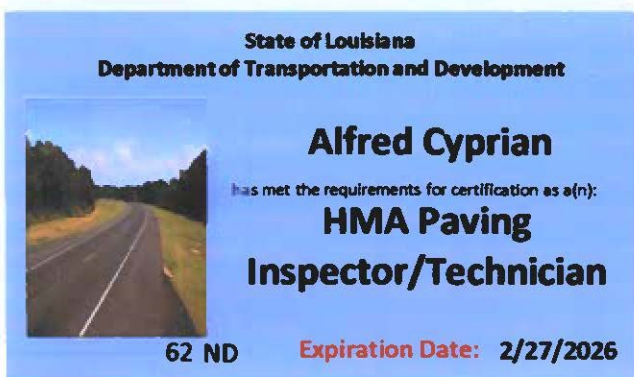 State of Louisiana
Department of Transportation and Development
Alfred Cyprian
has met the requirements for certification as a(n):
HMA Paving
Inspector/Technician
62 ND
Expiration Date: 2/27/2026